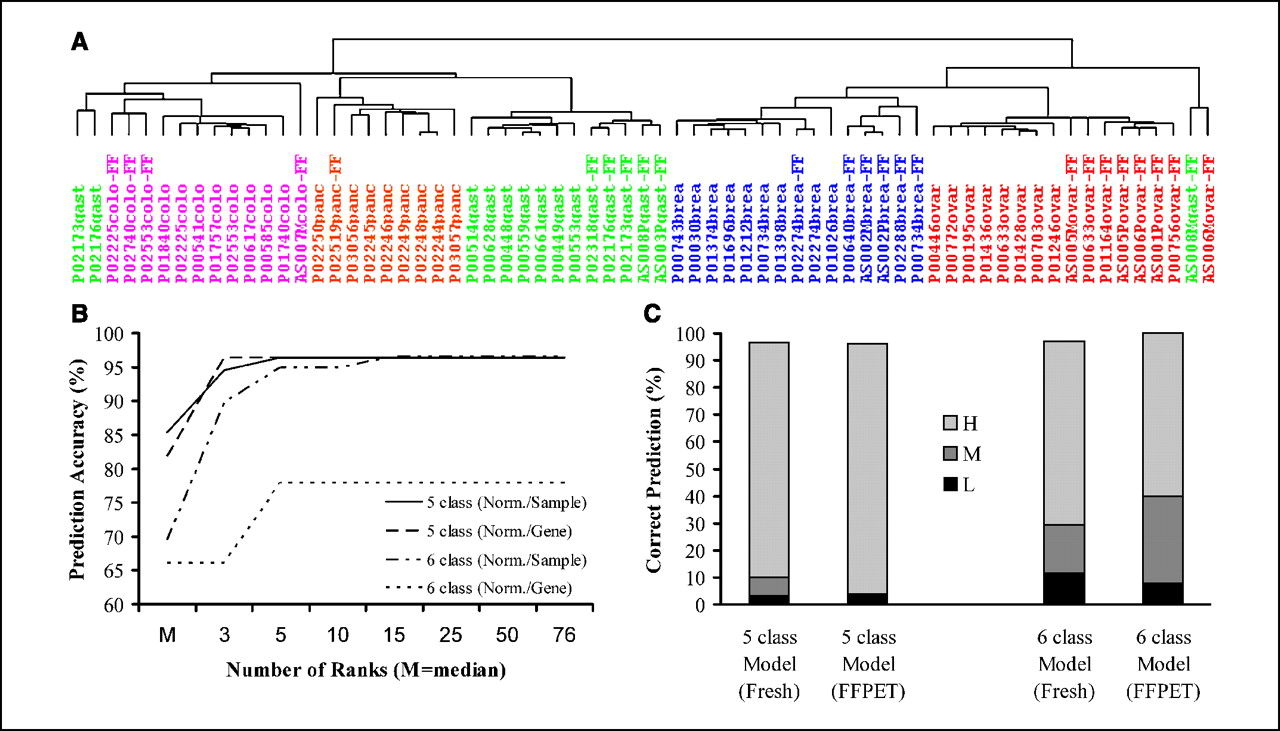 A
P02173gast
P02176gast
P02225colo-FF
P02740colo-FF
P02553colo-FF
P01840colo
P02225colo
P00541colo
P01757colo
P02553colo
P00617colo
P00585colo
P01740colo
AS007Mcolo-FF
P02250panc
P02519panc-FF
P03056panc
P02245panc
P02246panc
P02249panc
P02248panc
P02244panc
P03057panc
P00514gast
P00628gast
P00448gast
P00559gast
P00661gast
P00449gast
P00553gast
P02318gast-FF
P02176gast-FF
P02173gast-FF
AS008Pgast-FF
AS003Pgast-FF
P00743brea
P00030brea
P01374brea
P01696brea
P01212brea
P00734brea
P01398brea
P02274brea-FF
P02274brea
P01026brea
P00640brea-FF
AS002Mbrea-FF
AS002Pbrea-FF
P02288brea-FF
P00734brea-FF
P00446ovar
P00772ovar
P00195ovar
P01436ovar
P00633ovar
P01428ovar
P00703ovar
P01246ovar
AS005Movar-FF
P00633ovar-FF
P01164ovar-FF
AS005Povar-FF
AS006Povar-FF
AS001Povar-FF
P00756ovar-FF
AS008Mgast-FF
AS006Movar-FF
B
Prediction Accuracy (%)
100
95
90
85
80
75
70
65
60
5 class (Norm./Sample)
5 class (Norm./Gene)
6 class (Norm./Sample)
6 class (Norm./Gene)
M 3 5 10 15 25 50 76
Number of Ranks (M=median)
C
Correct Prediction (%)
100
90
80
70
60
50
40
30
20
10
0
H
M
L
5 class
Model
(Fresh)
5 class
Model
(FFPET)
6 class
Model
(Fresh)
6 class
Model
(FFPET)